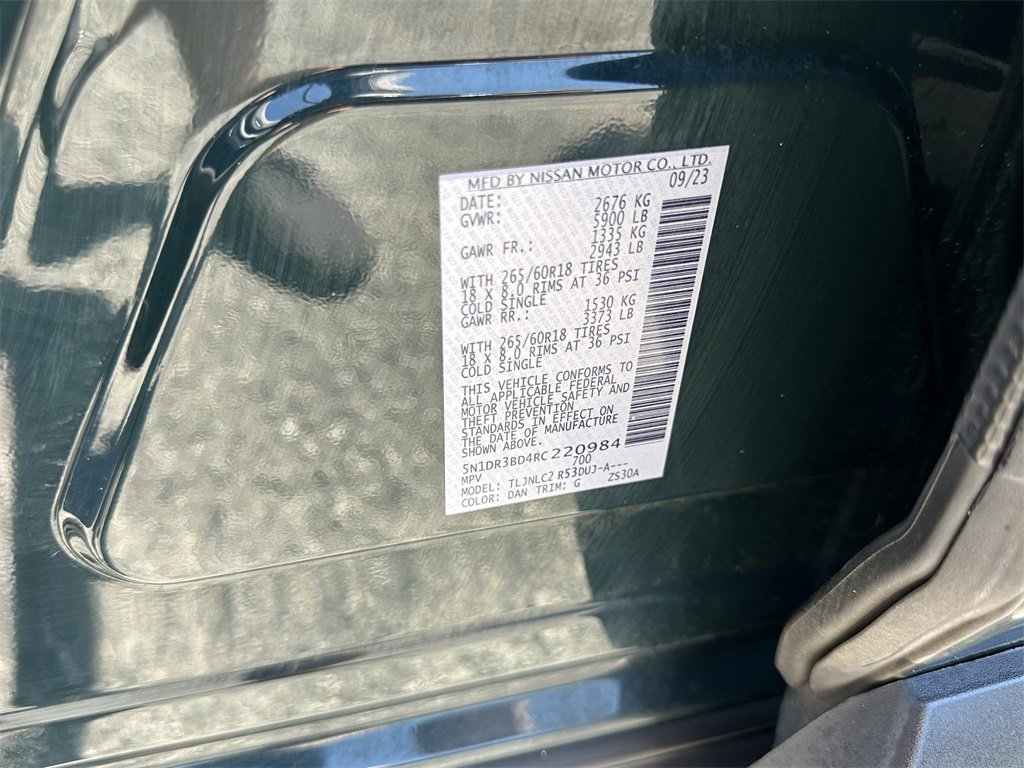 MFD BY NISSAN MOTOR CO., LTD.
DATE: 09/23
GVWR: 2676 KG
5900 LB
GAWR FR.: 1335 KG
2943 LB
WITH 265/60R18 TIRES
18 X 8.0 RIMS AT 36 PSI
COLD SINGLE
GAWR RR.: 1530 KG
3373 LB
WITH 265/60R18 TIRES
18 X 8.0 RIMS AT 36 PSI
COLD SINGLE
THIS VEHICLE CONFORMS TO
ALL APPLICABLE FEDERAL
MOTOR VEHICLE SAFETY AND
THEFT PREVENTION
STANDARDS IN EFFECT ON
THE DATE OF MANUFACTURE
SHOWN ABOVE.
5N1DR3BD4RC220984
MPV 700
MODEL: TLJNLC2 R53DUJ-A---
COLOR: DAN TRIM: G ZS30A